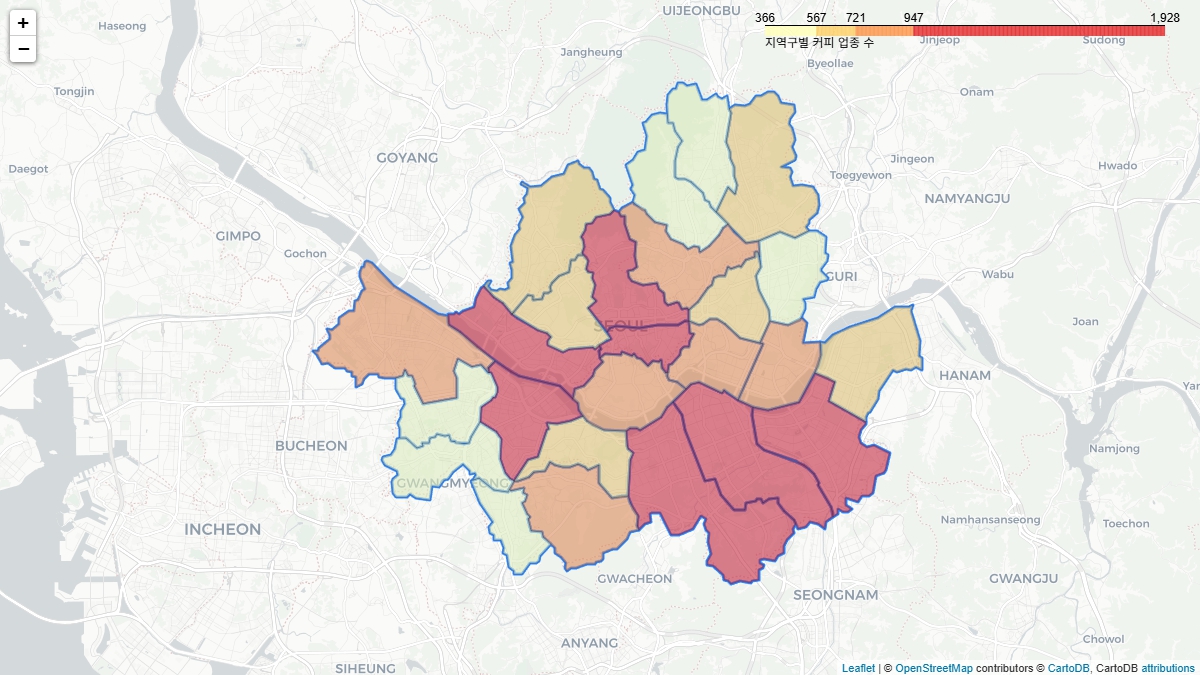 +
−
366 567 721 947 1,928
지역구별 커피 업종 수
UIJEONGBU
Haseong
Jangheung
Jinjeop
Sudong
Byeollae
Tongjin
Onam
GOYANG
Jingeon
Hwado
Daegot
Toegyewon
NAMYANGJU
GIMPO
Gochon
GURI
Wabu
SEOUL
Joan
HANAM
BUCHEON
Namjong
GWANGMYEONG
INCHEON
Namhansanseong
Toechon
GWACHEON
GWANGJU
SEONGNAM
ANYANG
Chowol
SIHEUNG
Leaflet | © OpenStreetMap contributors © CartoDB, CartoDB attributions